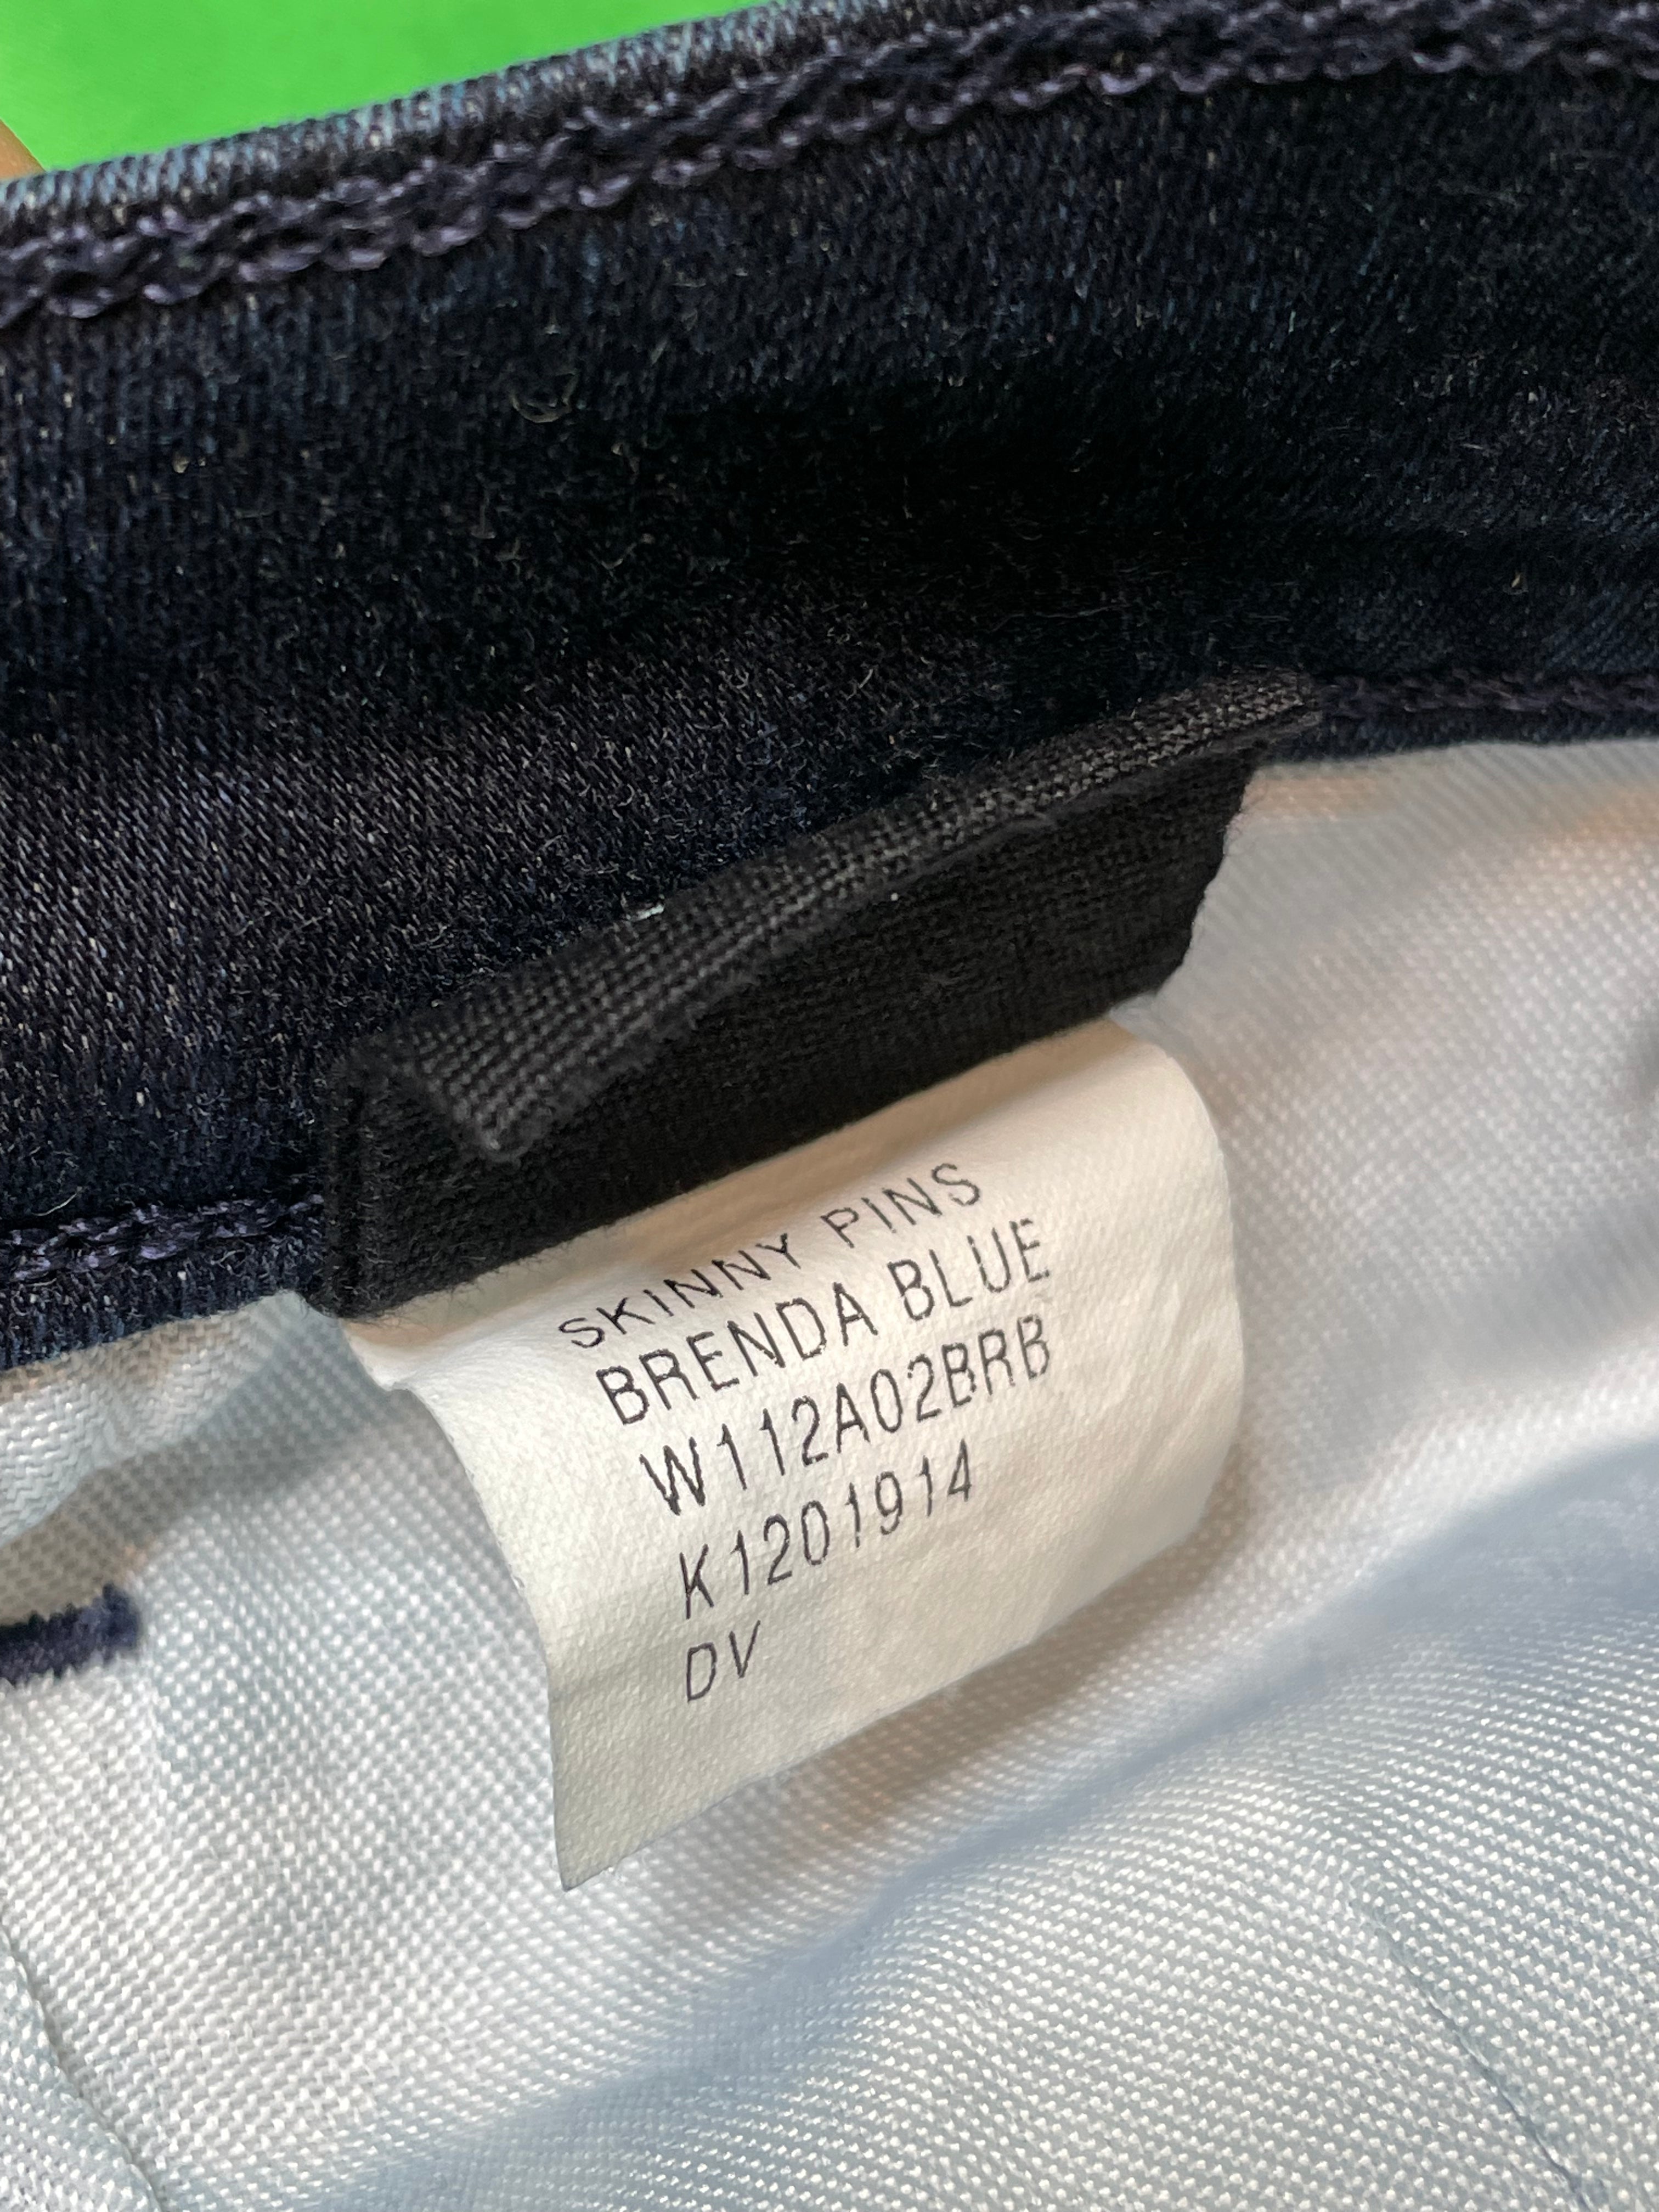 SKINNY PINS
BRENDA BLUE
W112A02BRB
K1201914
DV